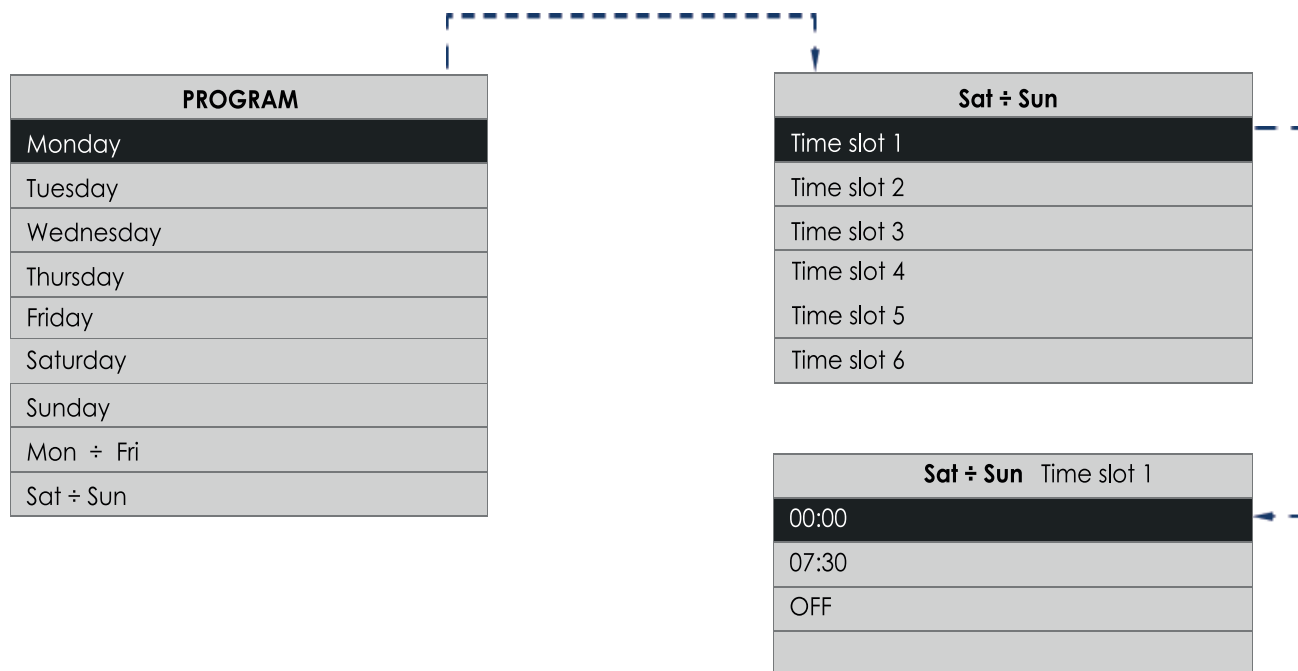 PROGRAM
Monday
Tuesday
Wednesday
Thursday
Friday
Saturday
Sunday
Mon ÷ Fri
Sat ÷ Sun
Sat ÷ Sun
Time slot 1
Time slot 2
Time slot 3
Time slot 4
Time slot 5
Time slot 6
Sat ÷ Sun Time slot 1
00:00
07:30
OFF